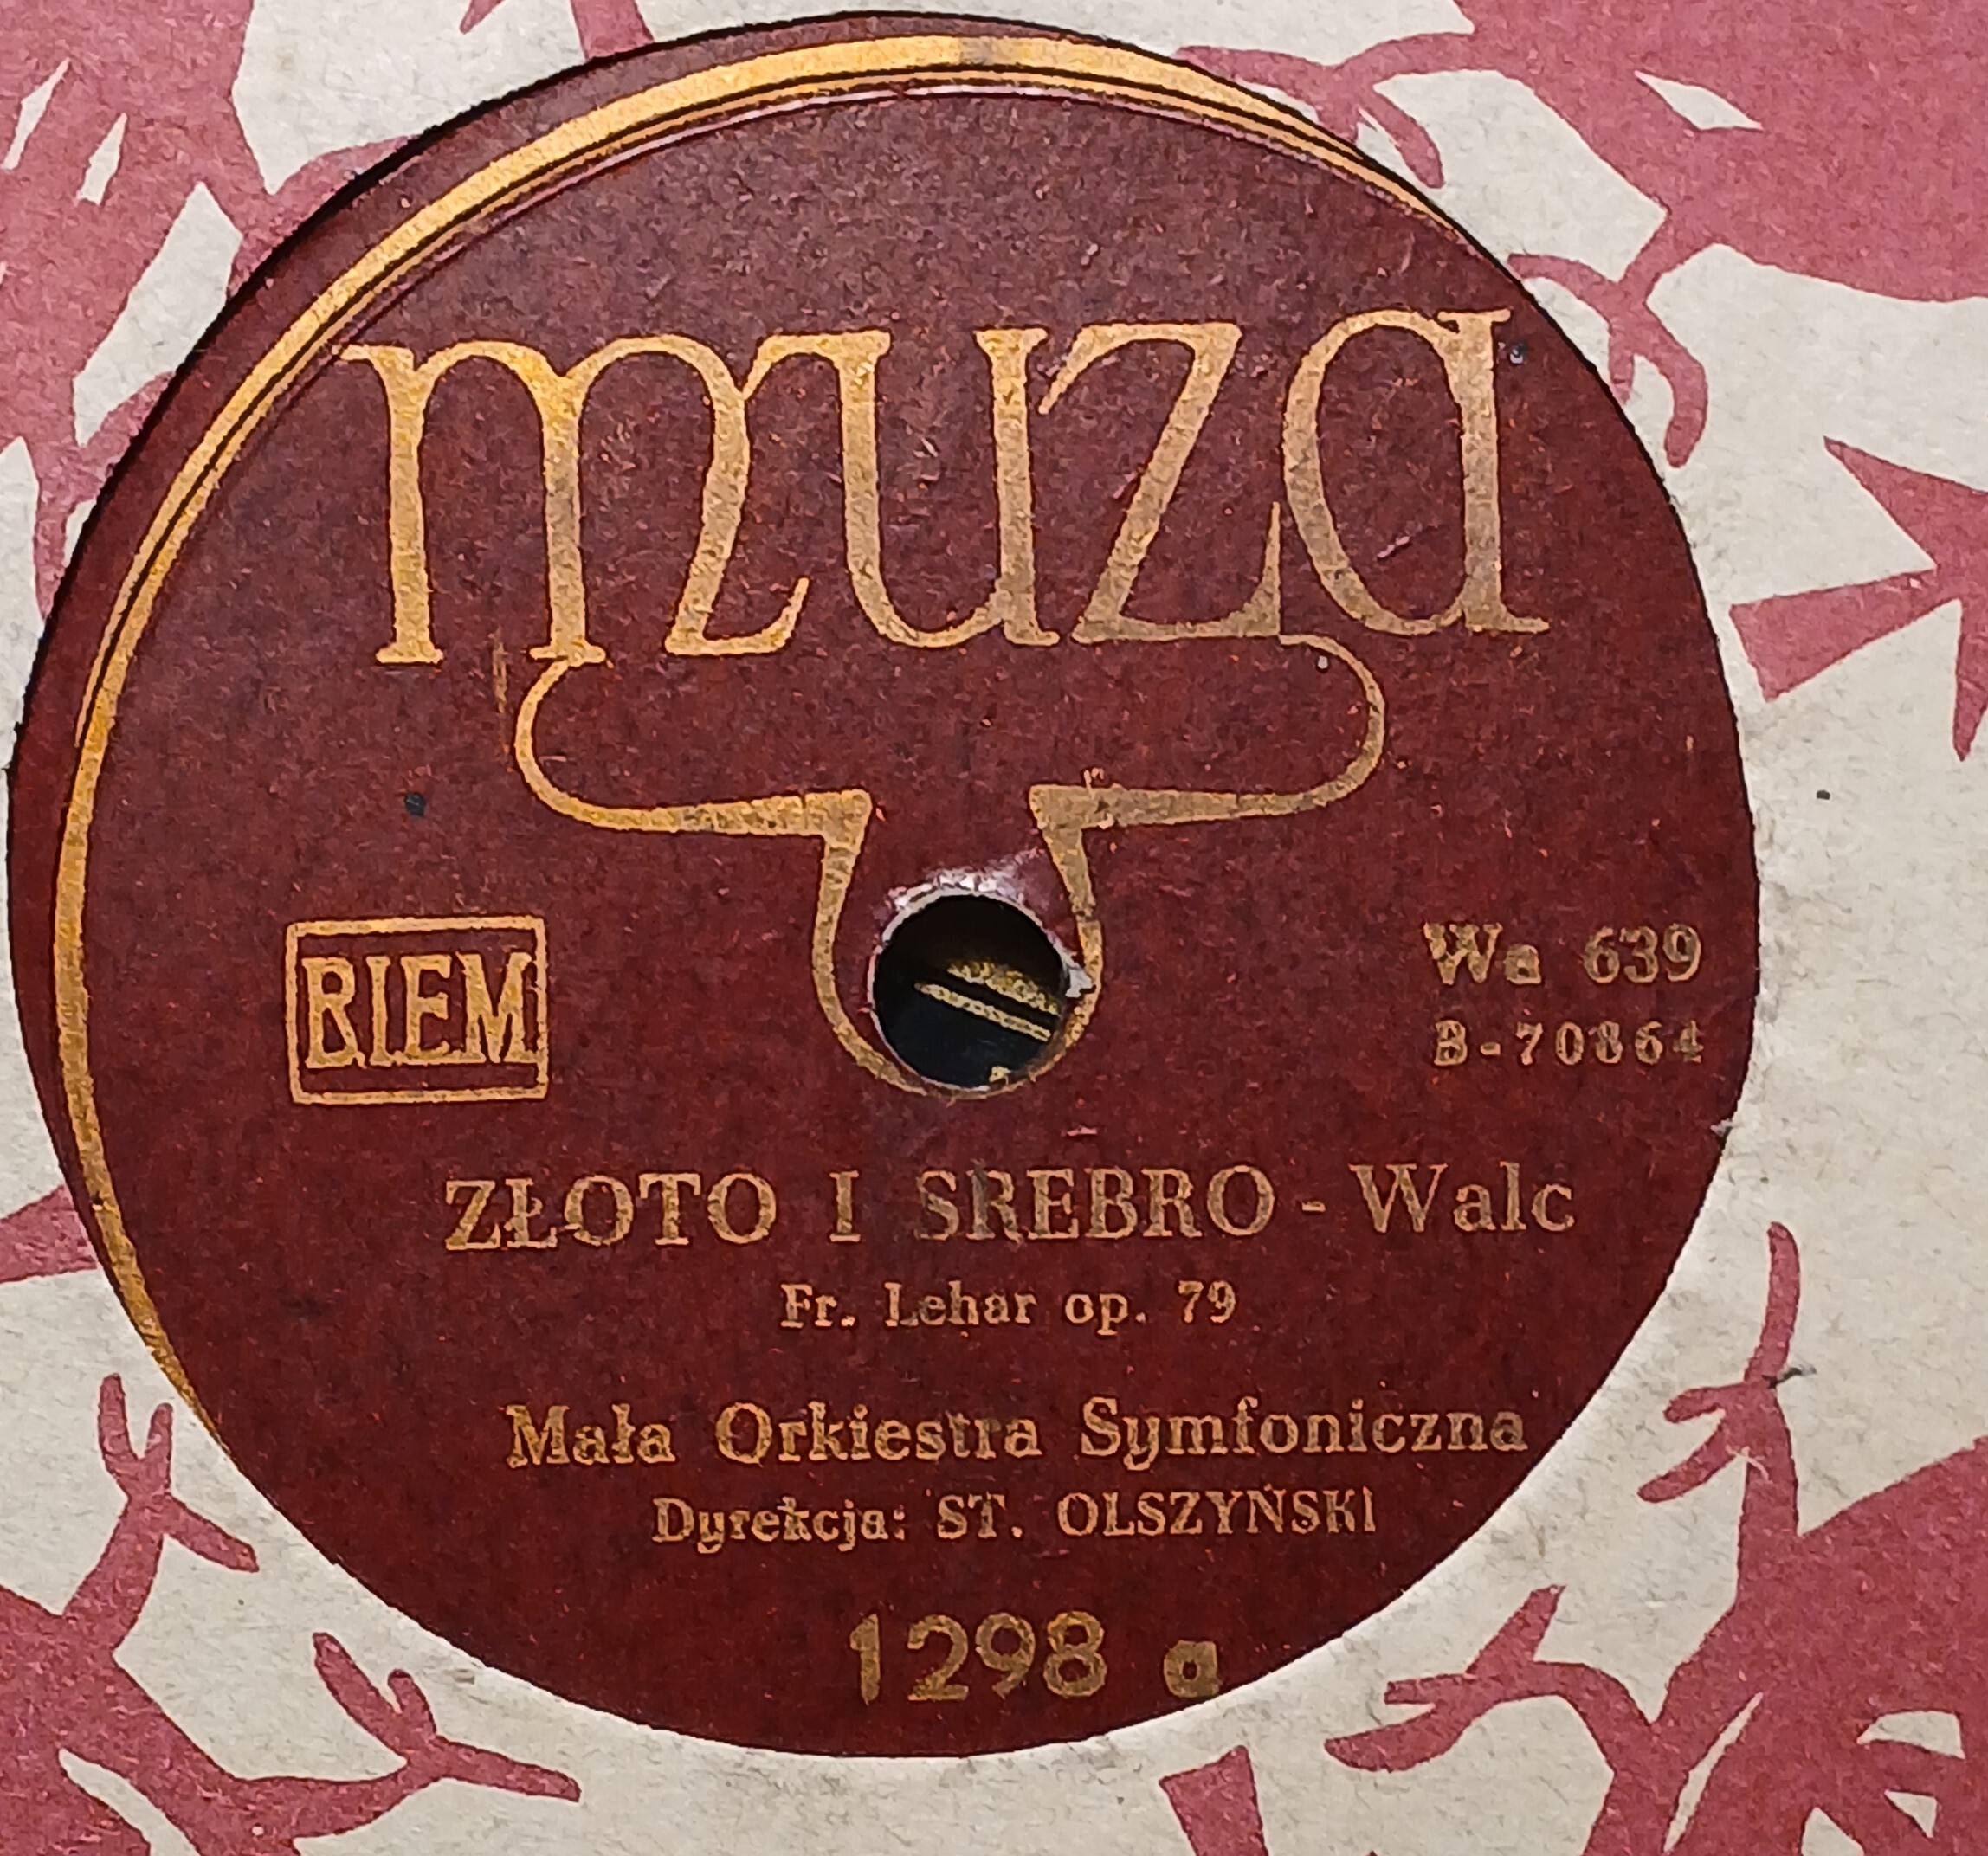 muza
BIEM
Wa 639
B-70864
ZŁOTO I SREBRO - Walc
Fr. Lehar op. 79
Mała Orkiestra Symfoniczna
Dyrekcja: ST. OLSZYŃSKI
1298 a